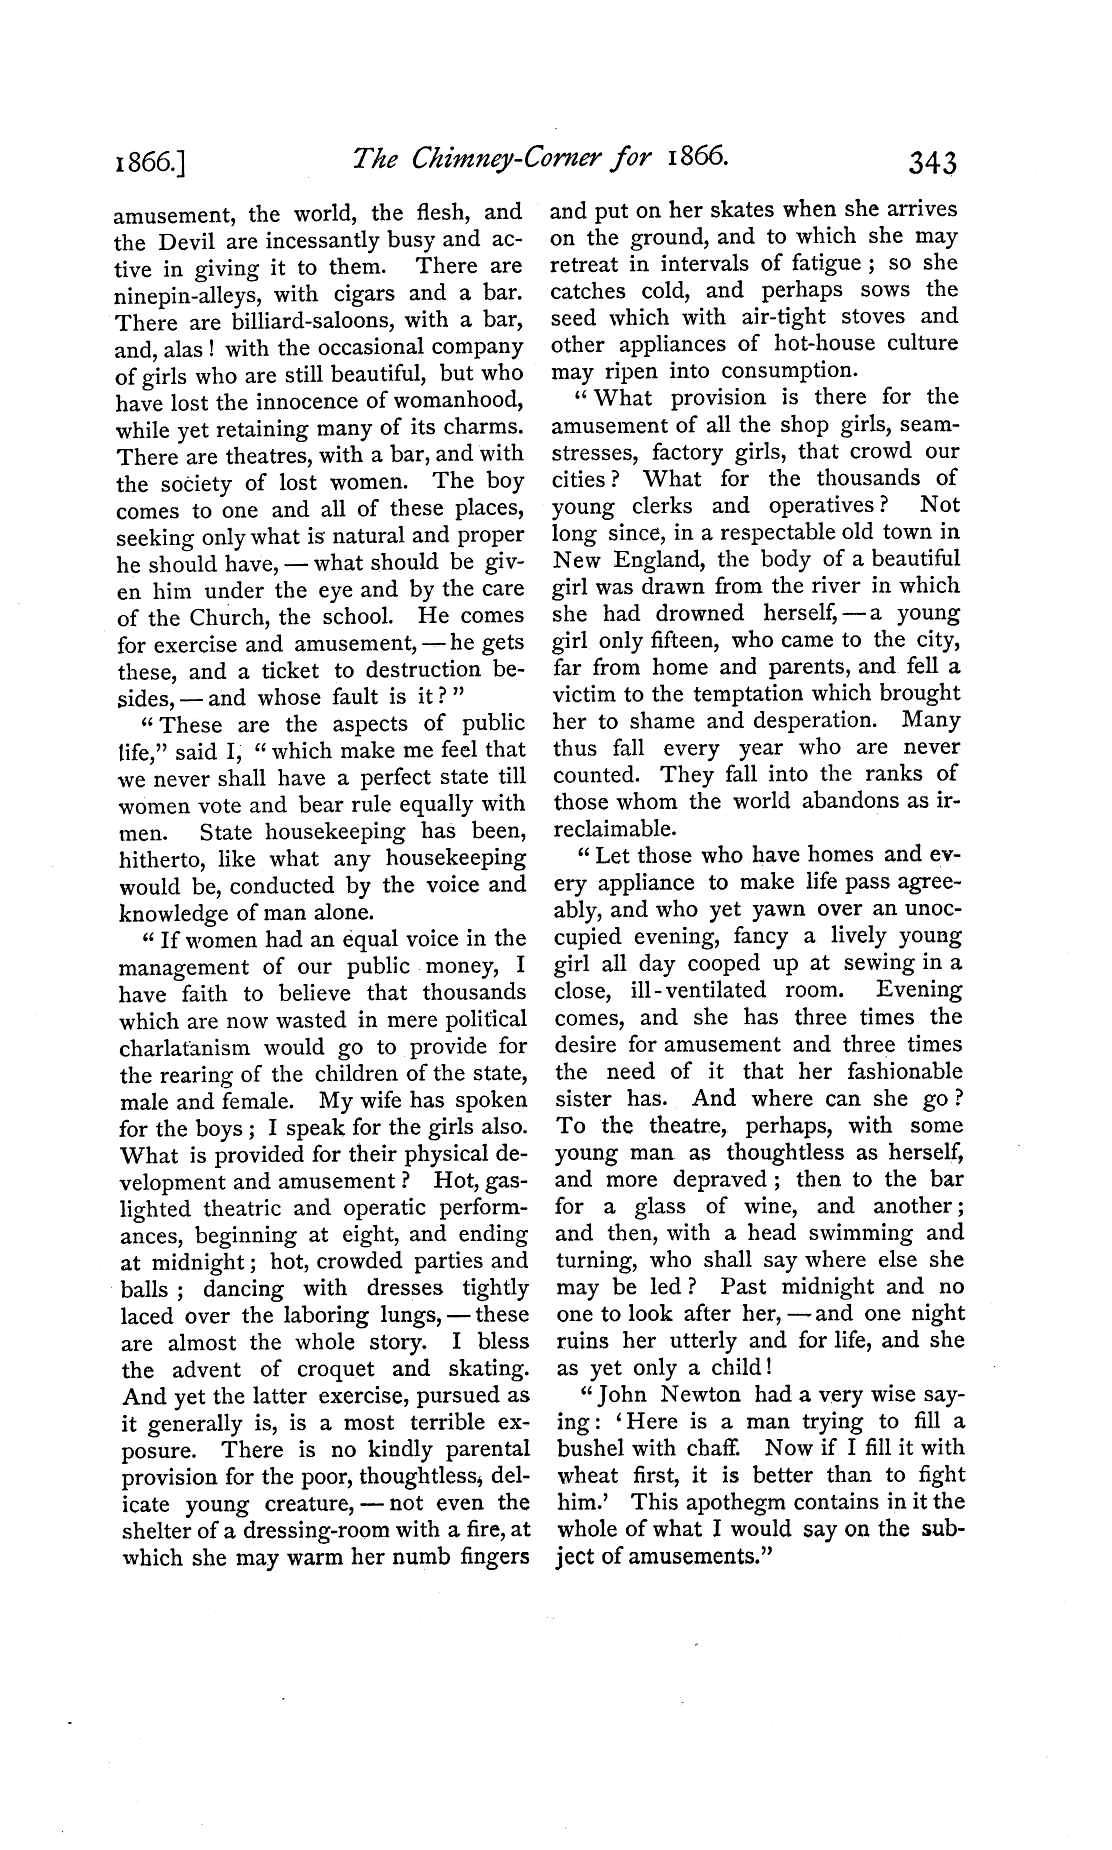 1866.] The Chimney-Corner for 1866. 343
amusement, the world, the flesh, and
the Devil are incessantly busy and ac-
tive in giving it to them. There are
ninepin-alleys, with cigars and a bar.
There are billiard-saloons, with a bar,
and, alas ! with the occasional company
of girls who are still beautiful, but who
have lost the innocence of womanhood,
while yet retaining many of its charms.
There are theatres, with a bar, and with
the society of lost women. The boy
comes to one and all of these places,
seeking only what is natural and proper
he should have, — what should be giv-
en him under the eye and by the care
of the Church, the school. He comes
for exercise and amusement, — he gets
these, and a ticket to destruction be-
sides, — and whose fault is it ? "
" These are the aspects of public
life," said I, " which make me feel that
we never shall have a perfect state till
women vote and bear rule equally with
men. State housekeeping has been,
hitherto, like what any housekeeping
would be, conducted by the voice and
knowledge of man alone.
" If women had an equal voice in the
management of our public money, I
have faith to believe that thousands
which are now wasted in mere political
charlatanism would go to provide for
the rearing of the children of the state,
male and female. My wife has spoken
for the boys ; I speak for the girls also.
What is provided for their physical de-
velopment and amusement ? Hot, gas-
lighted theatric and operatic perform-
ances, beginning at eight, and ending
at midnight ; hot, crowded parties and
balls ; dancing with dresses tightly
laced over the laboring lungs, — these
are almost the whole story. I bless
the advent of croquet and skating.
And yet the latter exercise, pursued as
it generally is, is a most terrible ex-
posure. There is no kindly parental
provision for the poor, thoughtless, del-
icate young creature, — not even the
shelter of a dressing-room with a fire, at
which she may warm her numb fingers
and put on her skates when she arrives
on the ground, and to which she may
retreat in intervals of fatigue ; so she
catches cold, and perhaps sows the
seed which with air-tight stoves and
other appliances of hot-house culture
may ripen into consumption.
" What provision is there for the
amusement of all the shop girls, seam-
stresses, factory girls, that crowd our
cities ? What for the thousands of
young clerks and operatives ? Not
long since, in a respectable old town in
New England, the body of a beautiful
girl was drawn from the river in which
she had drowned herself, — a young
girl only fifteen, who came to the city,
far from home and parents, and fell a
victim to the temptation which brought
her to shame and desperation. Many
thus fall every year who are never
counted. They fall into the ranks of
those whom the world abandons as ir-
reclaimable.
" Let those who have homes and ev-
ery appliance to make life pass agree-
ably, and who yet yawn over an unoc-
cupied evening, fancy a lively young
girl all day cooped up at sewing in a
close, ill-ventilated room. Evening
comes, and she has three times the
desire for amusement and three times
the need of it that her fashionable
sister has. And where can she go ?
To the theatre, perhaps, with some
young man as thoughtless as herself,
and more depraved ; then to the bar
for a glass of wine, and another ;
and then, with a head swimming and
turning, who shall say where else she
may be led ? Past midnight and no
one to look after her, — and one night
ruins her utterly and for life, and she
as yet only a child !
" John Newton had a very wise say-
ing : ' Here is a man trying to fill a
bushel with chaff. Now if I fill it with
wheat first, it is better than to fight
him.' This apothegm contains in it the
whole of what I would say on the sub-
ject of amusements."